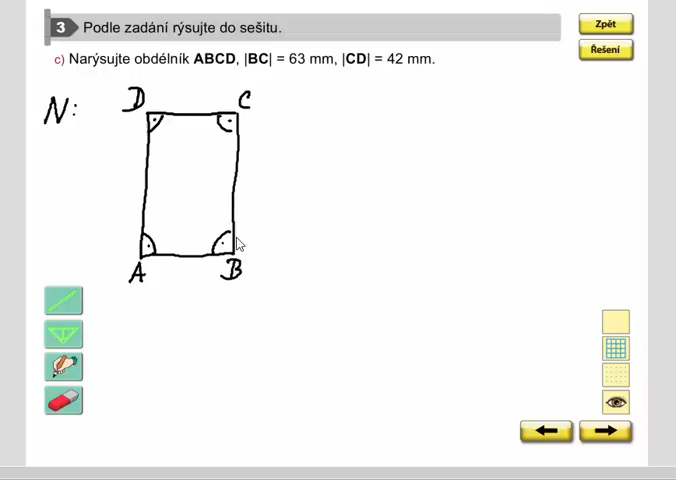 3 Podle zadání rýsujte do sešitu.
Zpět
Řešení
c) Narýsujte obdélník ABCD, |BC| = 63 mm, |CD| = 42 mm.
N:
D C
A B